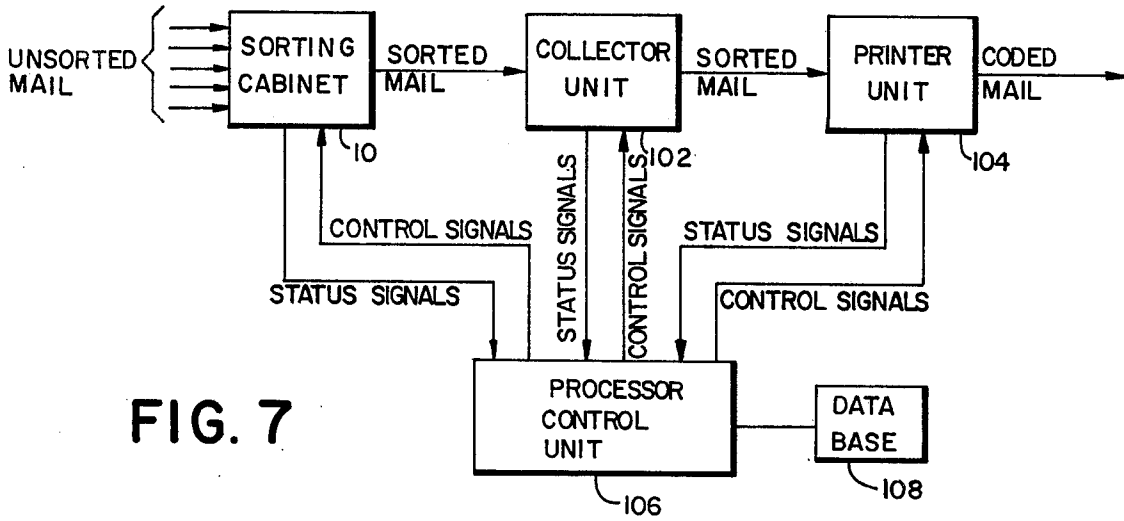 UNSORTED
MAIL
SORTING
CABINET
10
SORTED
MAIL
COLLECTOR
UNIT
102
SORTED
MAIL
PRINTER
UNIT
104
CODED
MAIL
STATUS SIGNALS
CONTROL SIGNALS
STATUS SIGNALS
CONTROL SIGNALS
STATUS SIGNALS
CONTROL SIGNALS
PROCESSOR
CONTROL
UNIT
106
DATA
BASE
108
FIG. 7